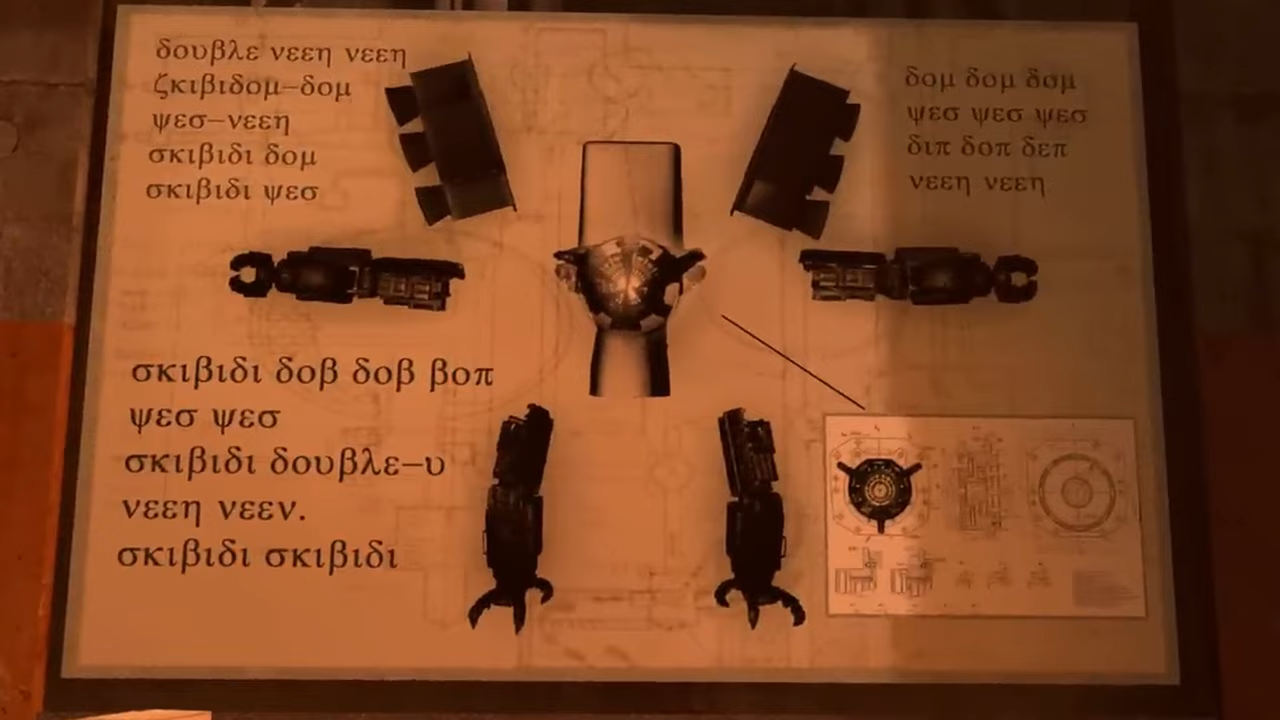 δουβλε νεεη νεεη
ζκιβιδομ–δομ
ψεσ–νεεη
σκιβιδι δομ
σκιβιδι ψεσ
δομ δομ δομ
ψεσ ψεσ ψεσ
διπ δοπ δεπ
νεεη νεεη
σκιβιδι δοβ δοβ βοπ
ψεσ ψεσ
σκιβιδι δουβλε–υ
νεεη νεεν.
σκιβιδι σκιβιδι